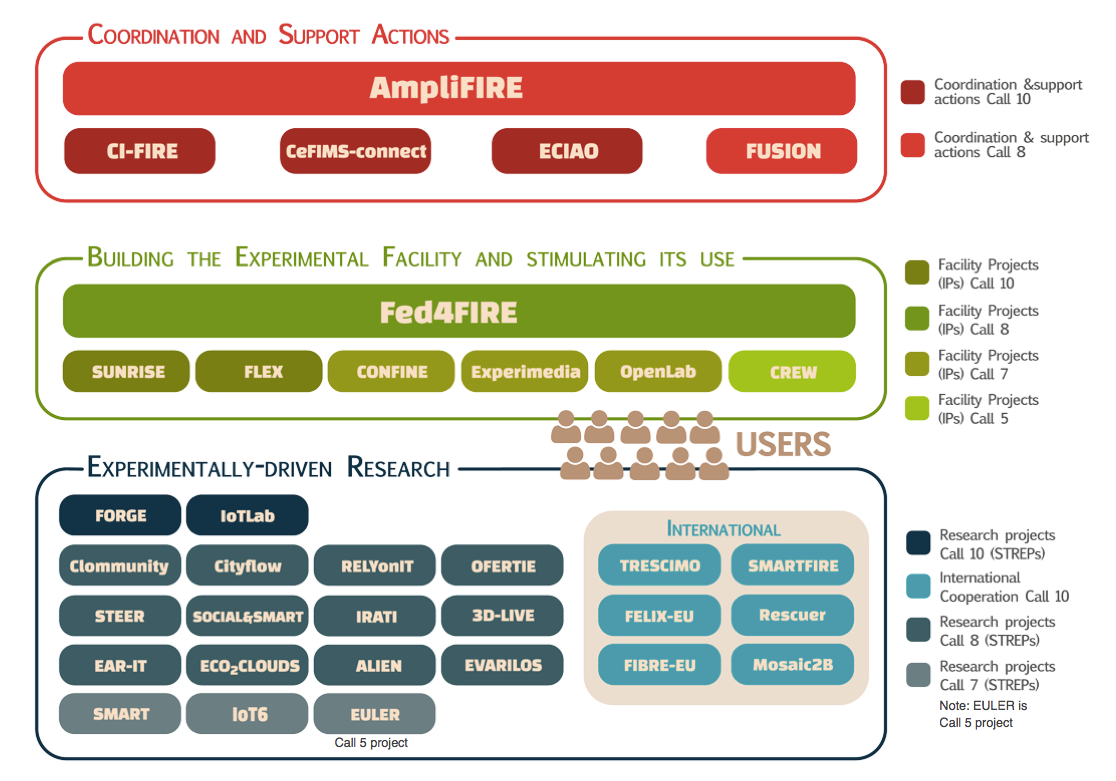 COORDINATION AND SUPPORT ACTIONS
AmpliFIRE
CI-FIRE
CeFIMS-connect
ECIAO
FUSION
Coordination &support
actions Call 10
Coordination & support
actions Call 8
BUILDING THE EXPERIMENTAL FACILITY AND STIMULATING ITS USE
Fed4FIRE
SUNRISE
FLEX
CONFINE
Experimedia
OpenLab
CREW
Facility Projects
(IPs) Call 10
Facility Projects
(IPs) Call 8
Facility Projects
(IPs) Call 7
Facility Projects
(IPs) Call 5
USERS
EXPERIMENTALLY-DRIVEN RESEARCH
FORGE
IoTLab
Clommunity
Cityflow
RELYonIT
OFERTIE
STEER
SOCIAL&SMART
IRATI
3D-LIVE
EAR-IT
ECO₂CLOUDS
ALIEN
EVARILOS
SMART
IoT6
EULER
Call 5 project
INTERNATIONAL
TRESCIMO
SMARTFIRE
FELIX-EU
Rescuer
FIBRE-EU
Mosaic2B
Research projects
Call 10 (STREPs)
International
Cooperation Call 10
Research projects
Call 8 (STREPs)
Research projects
Call 7 (STREPs)
Note: EULER is
Call 5 project